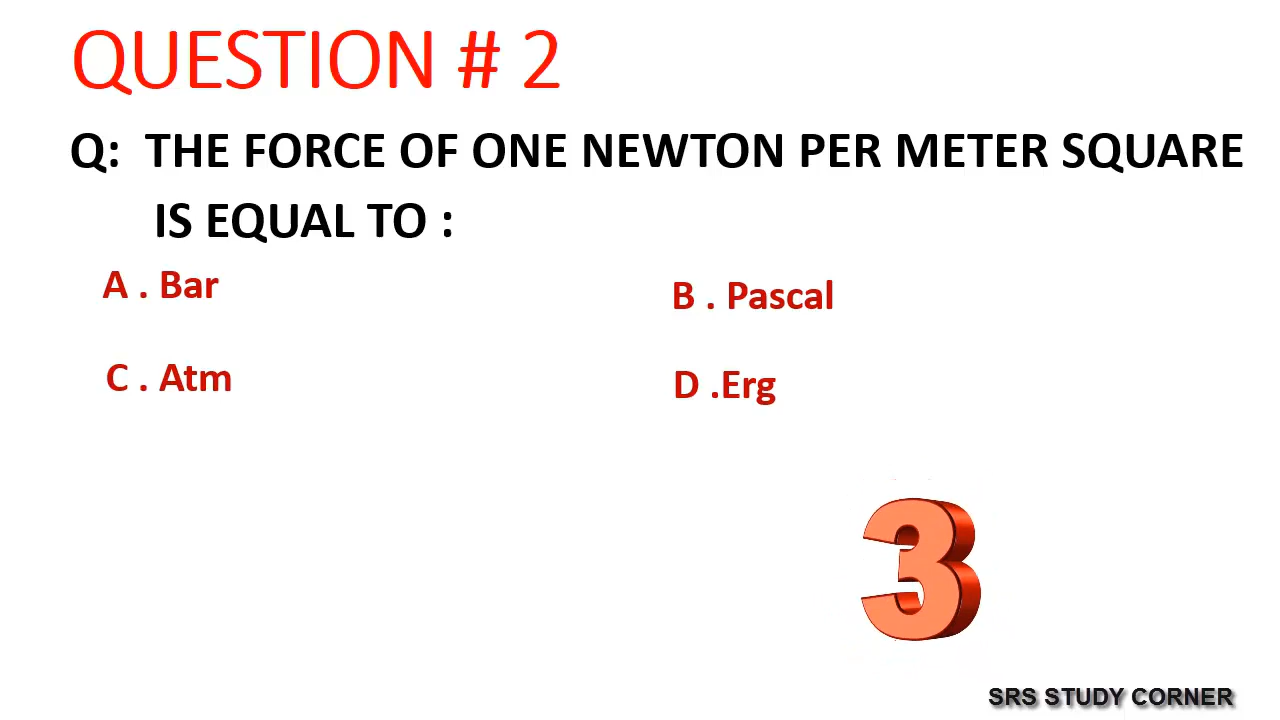 QUESTION # 2
Q: THE FORCE OF ONE NEWTON PER METER SQUARE
IS EQUAL TO :
A . Bar
B . Pascal
C . Atm
D .Erg
3
SRS STUDY CORNER